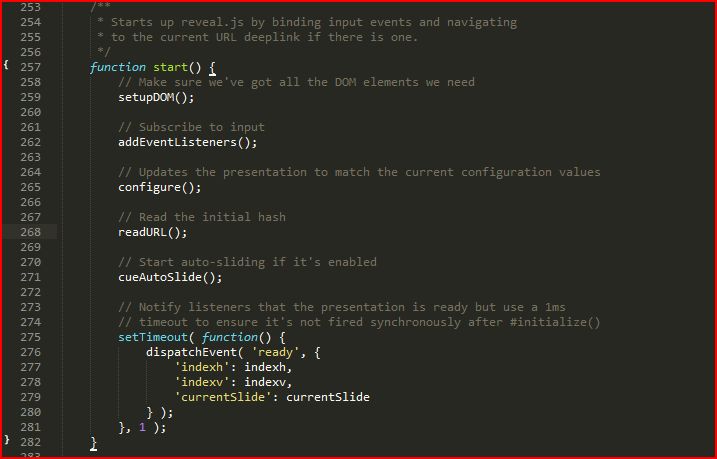 253 /**
254 * Starts up reveal.js by binding input events and navigating
255 * to the current URL deeplink if there is one.
256 */
{ 257 function start() {
258 // Make sure we've got all the DOM elements we need
259 setupDOM();
260
261 // Subscribe to input
262 addEventListeners();
263
264 // Updates the presentation to match the current configuration values
265 configure();
266
267 // Read the initial hash
268 readURL();
269
270 // Start auto-sliding if it's enabled
271 cueAutoSlide();
272
273 // Notify listeners that the presentation is ready but use a 1ms
274 // timeout to ensure it's not fired synchronously after #initialize()
275 setTimeout( function() {
276 dispatchEvent( 'ready', {
277 'indexh': indexh,
278 'indexv': indexv,
279 'currentSlide': currentSlide
280 } );
281 }, 1 );
} 282 }
283